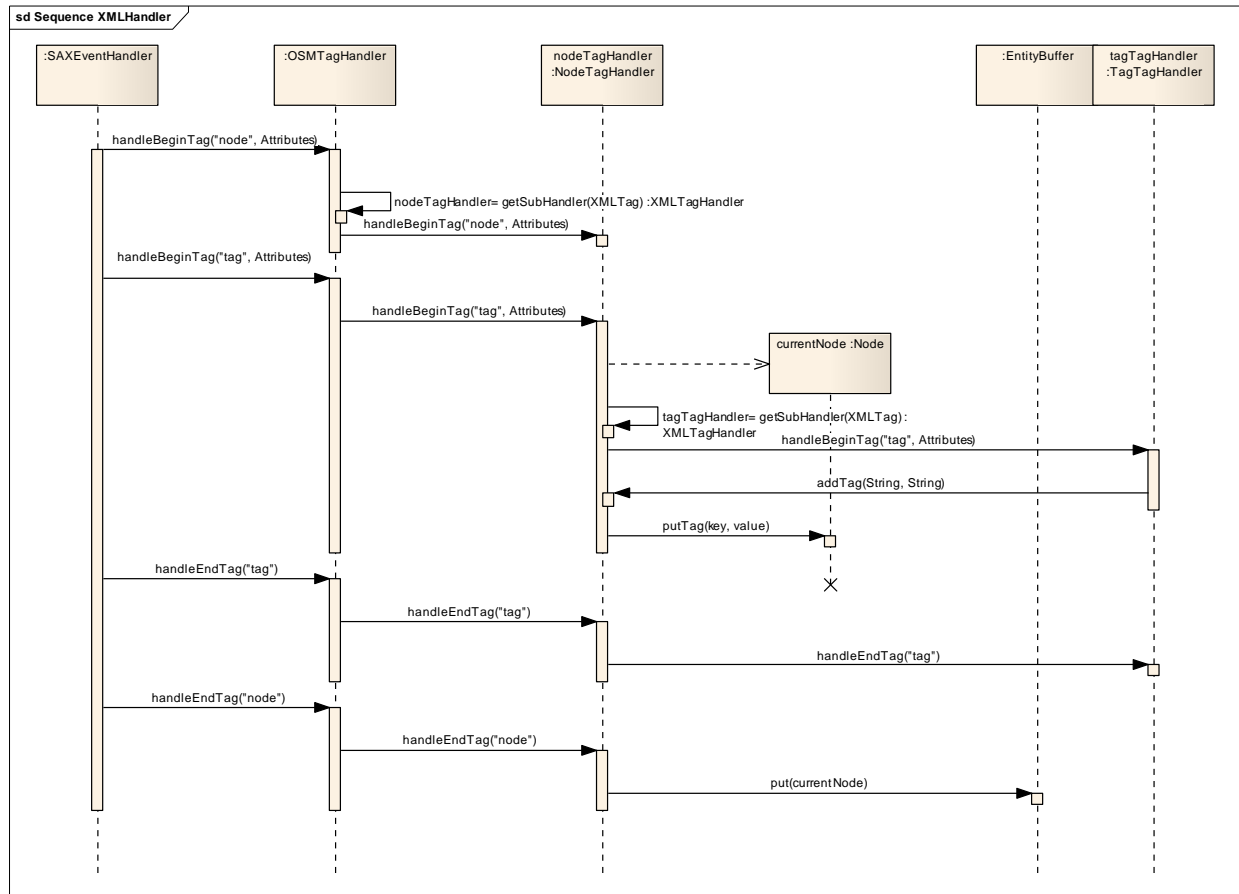 sd Sequence XMLHandler
:SAXEventHandler
:OSMTagHandler
nodeTagHandler
:NodeTagHandler
:EntityBuffer
tagTagHandler
:TagTagHandler
handleBeginTag("node", Attributes)
nodeTagHandler= getSubHandler(XMLTag) :XMLTagHandler
handleBeginTag("node", Attributes)
handleBeginTag("tag", Attributes)
handleBeginTag("tag", Attributes)
currentNode :Node
tagTagHandler= getSubHandler(XMLTag) :
XMLTagHandler
handleBeginTag("tag", Attributes)
addTag(String, String)
putTag(key, value)
handleEndTag("tag")
handleEndTag("tag")
handleEndTag("tag")
handleEndTag("node")
handleEndTag("node")
put(currentNode)